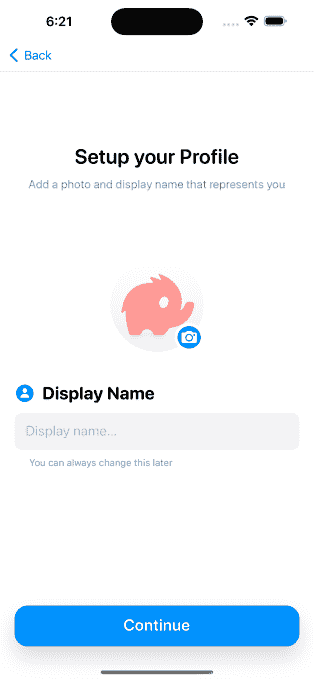 6:21
Back
Setup your Profile
Add a photo and display name that represents you
Display Name
Display name...
You can always change this later
Continue